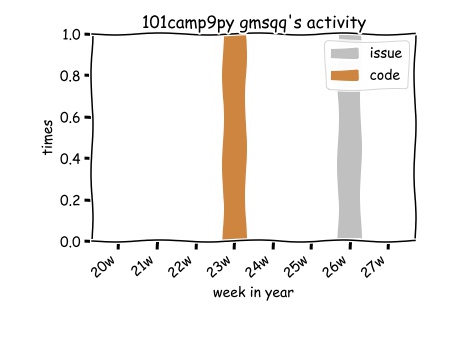 101camp9py gmsqq's activity
issue
code
times
1.0
0.8
0.6
0.4
0.2
0.0
20w 21w 22w 23w 24w 25w 26w 27w
week in year